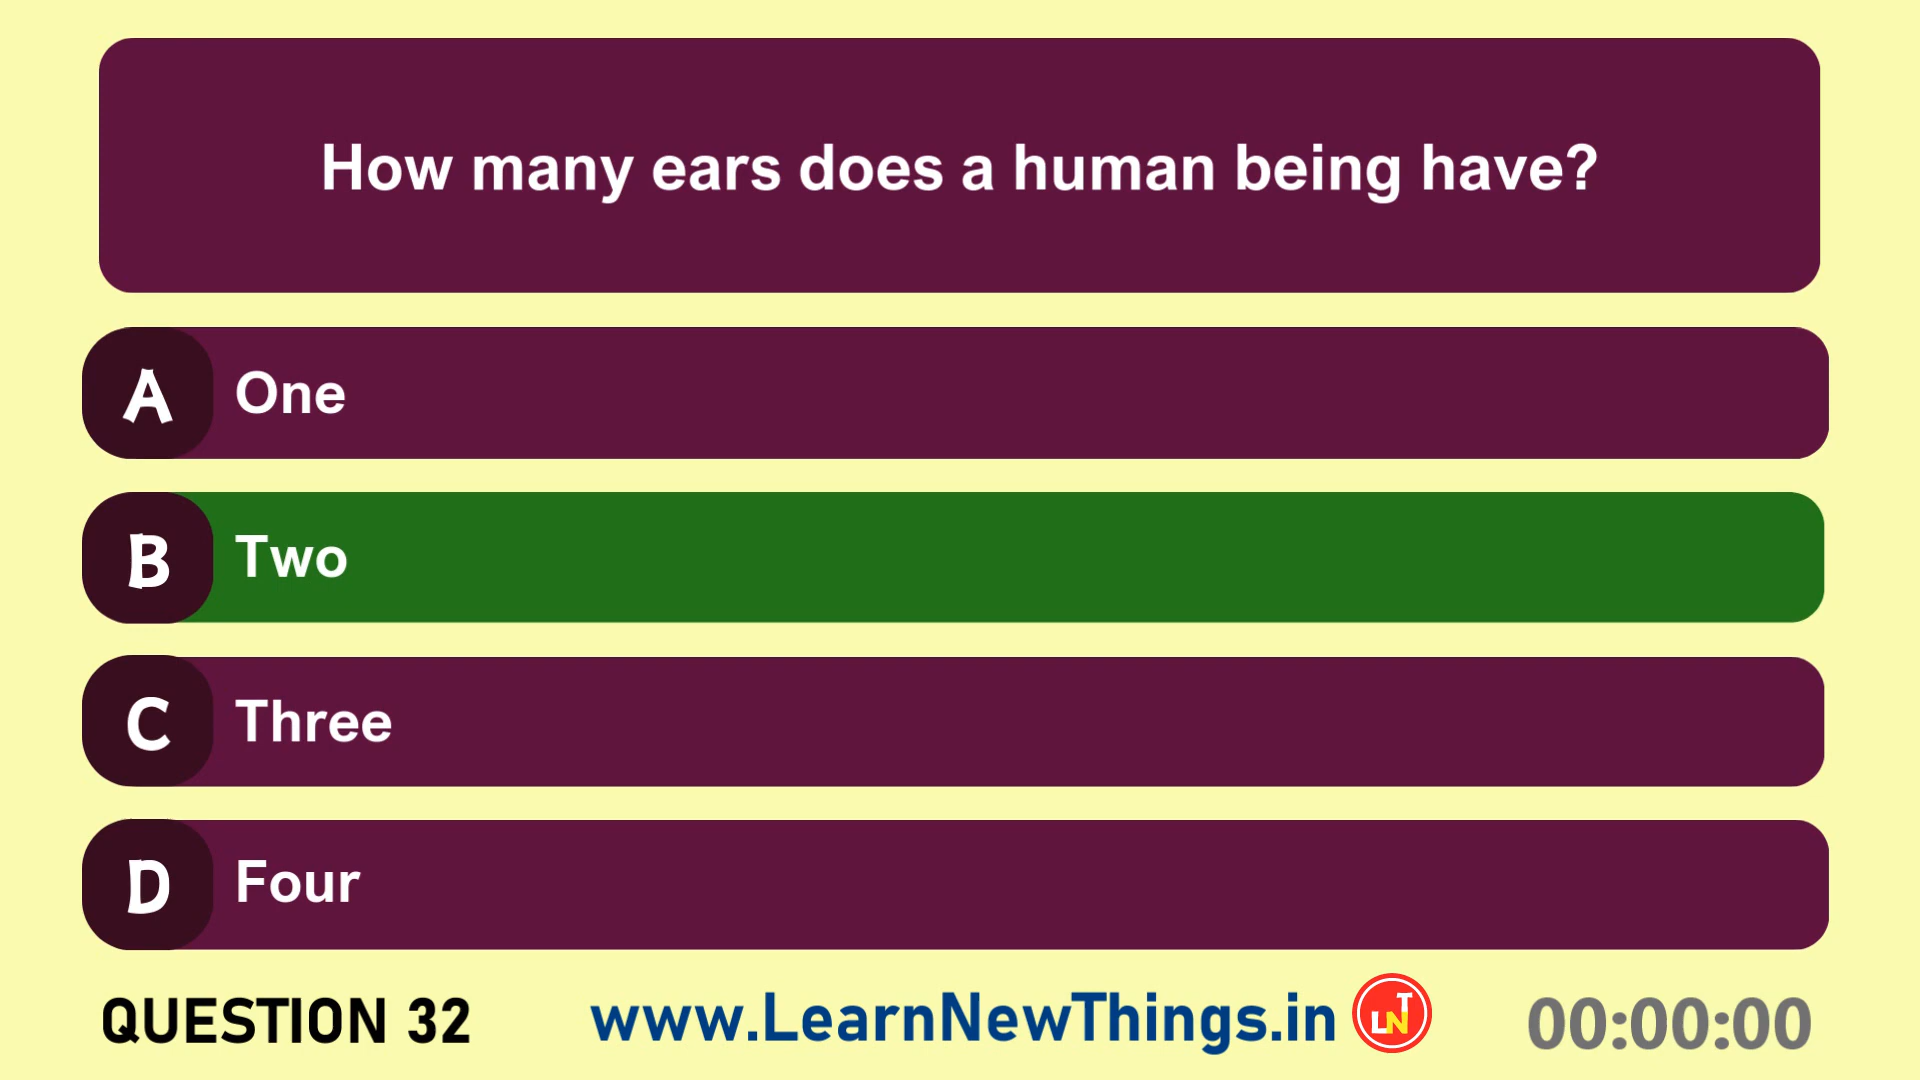 How many ears does a human being have?
A One
B Two
C Three
D Four
QUESTION 32 www.LearnNewThings.in LNT 00:00:00